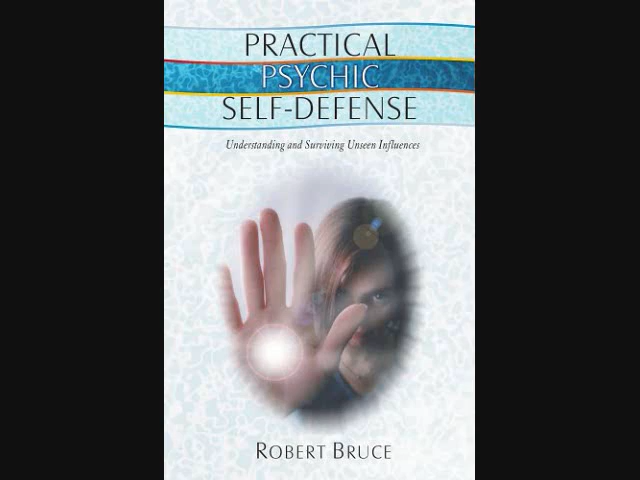 PRACTICAL
PSYCHIC
SELF-DEFENSE
Understanding and Surviving Unseen Influences
ROBERT BRUCE